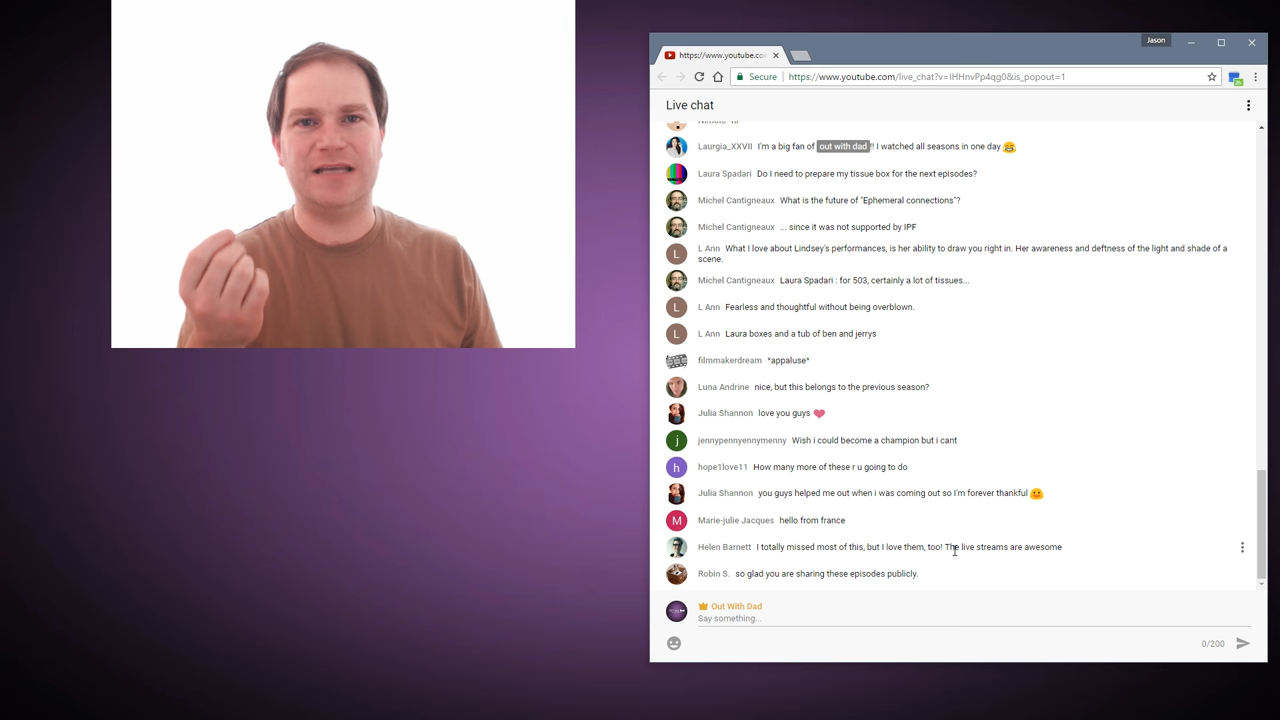 Jason
https://www.youtube.co
Secure https://www.youtube.com/live_chat?v=IHHnvPp4qg0&is_popout=1
Live chat
Laurgia_XXVII I'm a big fan of out with dad !! I watched all seasons in one day
Laura Spadari Do I need to prepare my tissue box for the next episodes?
Michel Cantigneaux What is the future of "Ephemeral connections"?
Michel Cantigneaux ... since it was not supported by IPF
L L Ann What I love about Lindsey's performances, is her ability to draw you right in. Her awareness and deftness of the light and shade of a
scene.
Michel Cantigneaux Laura Spadari : for 503, certainly a lot of tissues...
L L Ann Fearless and thoughtful without being overblown.
L L Ann Laura boxes and a tub of ben and jerrys
filmmakerdream *appaluse*
Luna Andrine nice, but this belongs to the previous season?
Julia Shannon love you guys
j jennypennyennymenny Wish i could become a champion but i cant
h hope1love11 How many more of these r u going to do
Julia Shannon you guys helped me out when i was coming out so I'm forever thankful
M Marie-julie Jacques hello from france
Helen Barnett I totally missed most of this, but I love them, too! The live streams are awesome
Robin S. so glad you are sharing these episodes publicly.
Out With Dad
Say something...
0/200